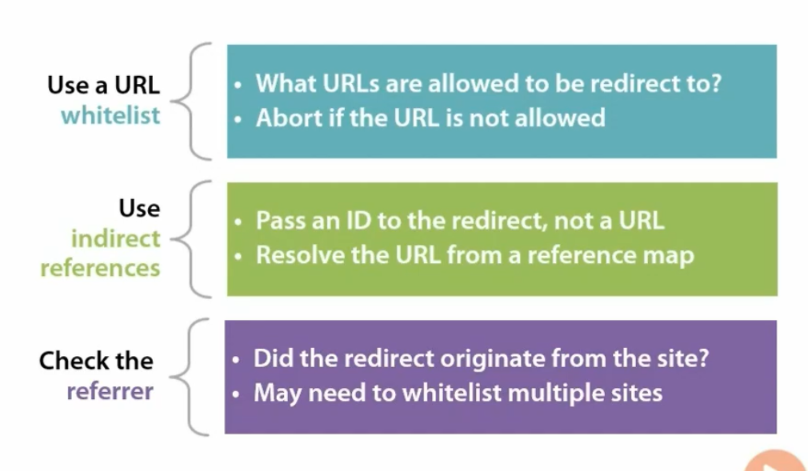 Use a URL
whitelist
• What URLs are allowed to be redirect to?
• Abort if the URL is not allowed
Use
indirect
references
• Pass an ID to the redirect, not a URL
• Resolve the URL from a reference map
Check the
referrer
• Did the redirect originate from the site?
• May need to whitelist multiple sites